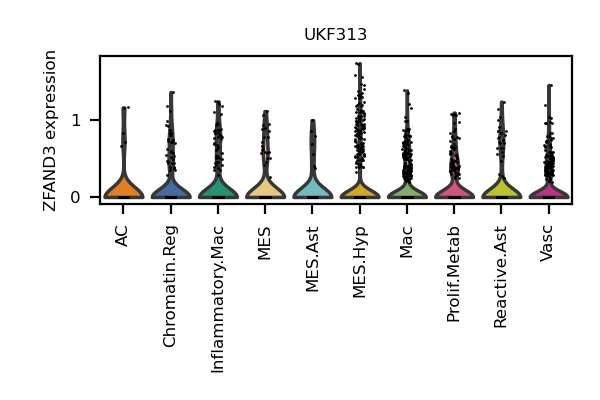 UKF313
ZFAND3 expression
1
0
AC
Chromatin.Reg
Inflammatory.Mac
MES
MES.Ast
MES.Hyp
Mac
Prolif.Metab
Reactive.Ast
Vasc